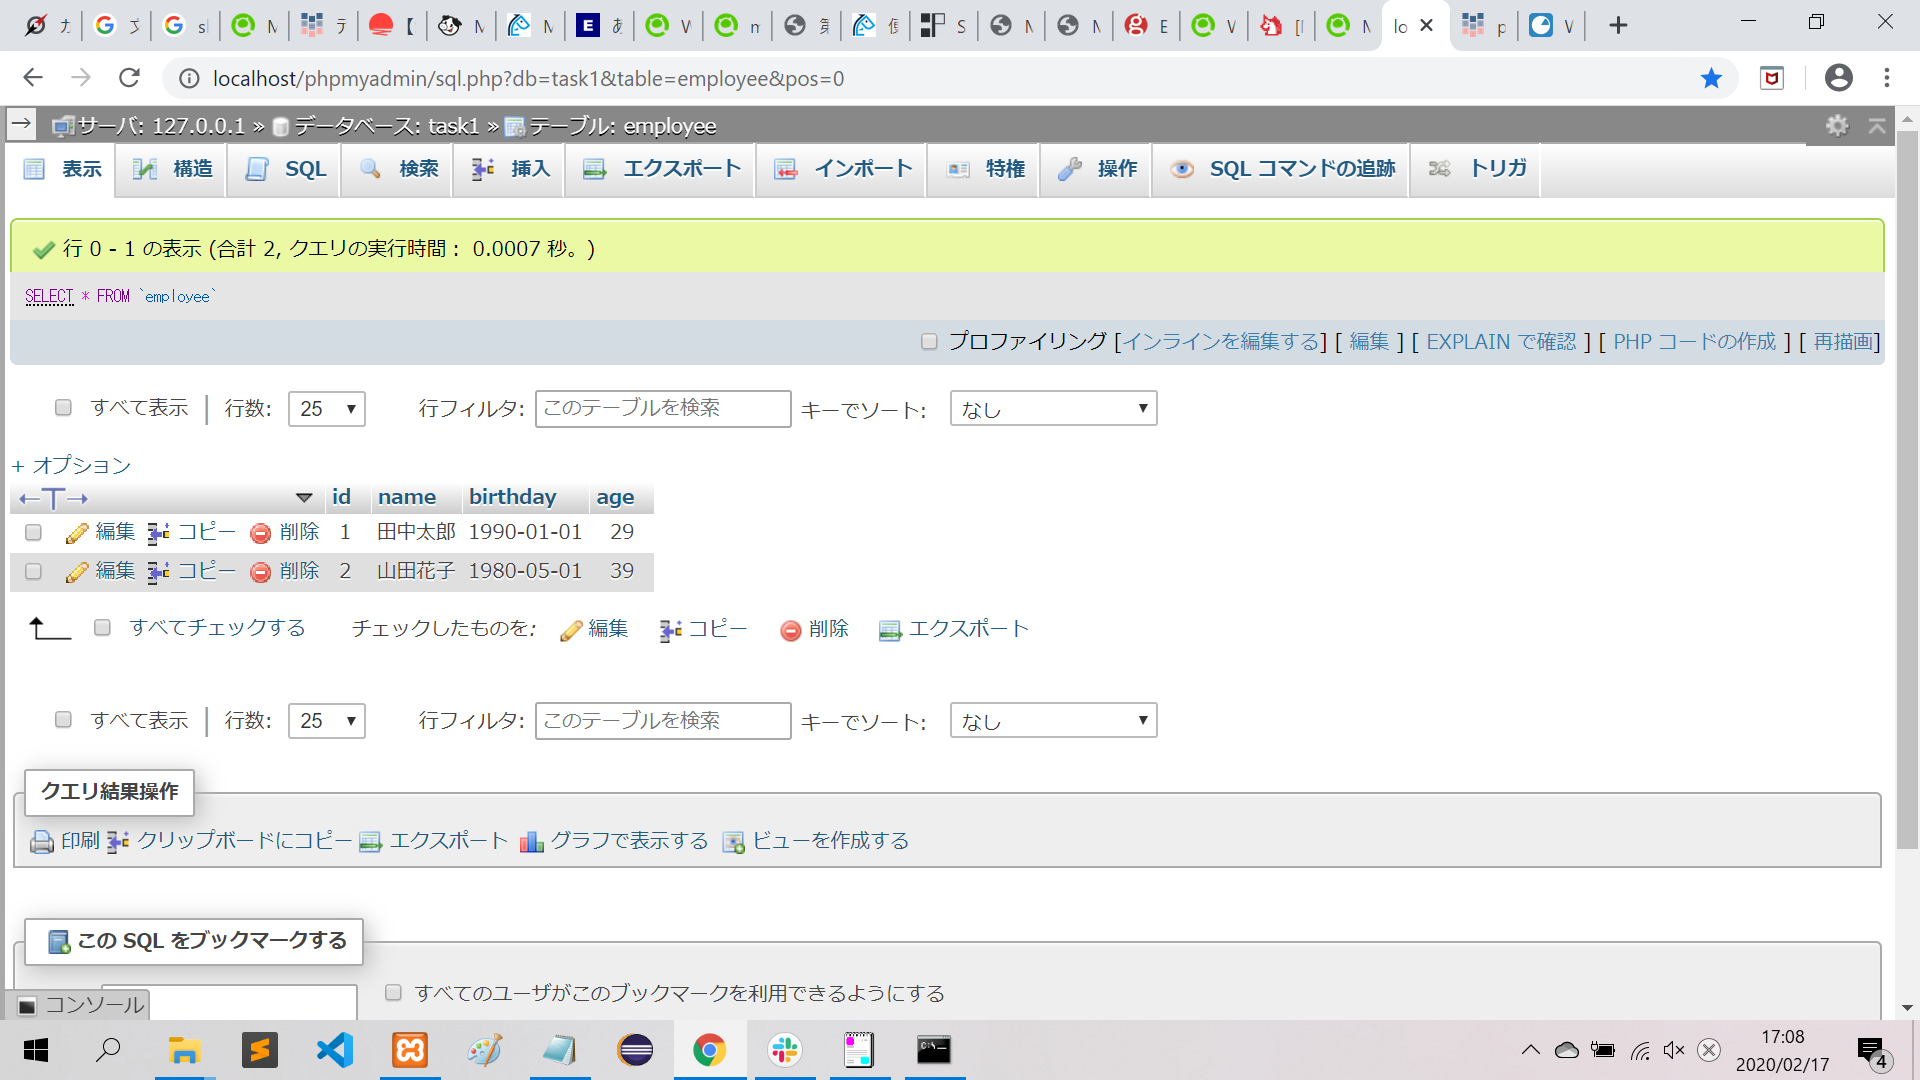 localhost/phpmyadmin/sql.php?db=task1&table=employee&pos=0
サーバ: 127.0.0.1 » データベース: task1 » テーブル: employee
表示 構造 SQL 検索 挿入 エクスポート インポート 特権 操作 SQL コマンドの追跡 トリガ
行 0 - 1 の表示 (合計 2, クエリの実行時間： 0.0007 秒。)
SELECT * FROM `employee`
プロファイリング [インラインを編集する] [ 編集 ] [ EXPLAIN で確認 ] [ PHP コードの作成 ] [ 再描画]
すべて表示 行数: 25 行フィルタ: このテーブルを検索 キーでソート: なし
+ オプション
←T→ id name birthday age
編集 コピー 削除 1 田中太郎 1990-01-01 29
編集 コピー 削除 2 山田花子 1980-05-01 39
すべてチェックする チェックしたものを: 編集 コピー 削除 エクスポート
すべて表示 行数: 25 行フィルタ: このテーブルを検索 キーでソート: なし
クエリ結果操作
印刷 クリップボードにコピー エクスポート グラフで表示する ビューを作成する
この SQL をブックマークする
コンソール すべてのユーザがこのブックマークを利用できるようにする
17:08
2020/02/17
4